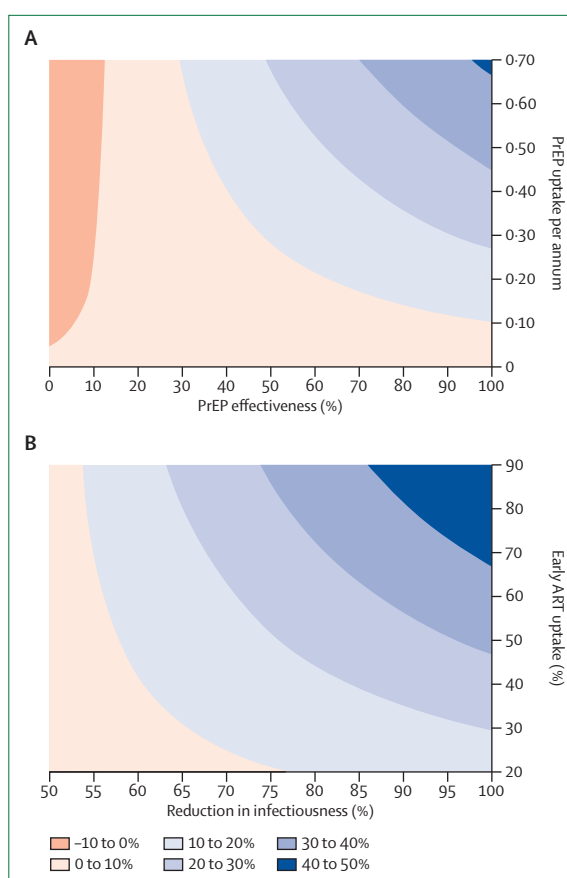 A
0·70
0·60
0·50
0·40
0·30
0·20
0·10
0
PrEP uptake per annum
0 10 20 30 40 50 60 70 80 90 100
PrEP effectiveness (%)
B
90
80
70
60
50
40
30
20
Early ART uptake (%)
50 55 60 65 70 75 80 85 90 95 100
Reduction in infectiousness (%)
–10 to 0% 10 to 20% 30 to 40%
0 to 10% 20 to 30% 40 to 50%